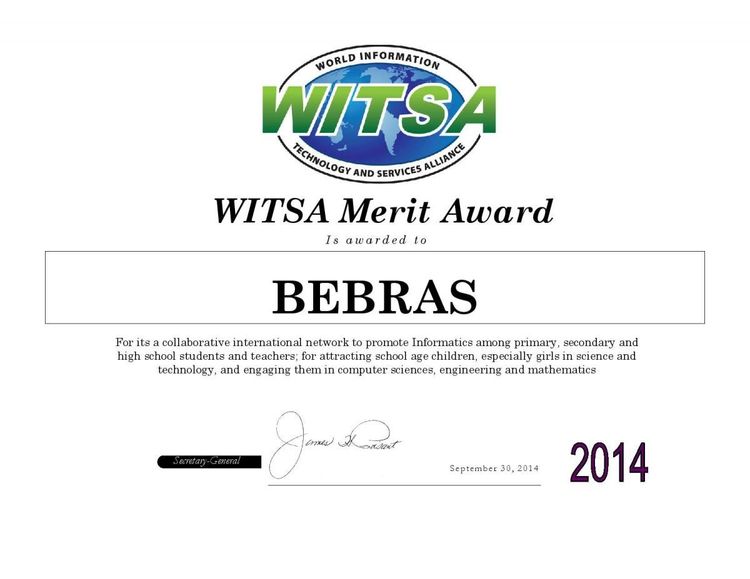 WORLD INFORMATION
WITSA
TECHNOLOGY AND SERVICES ALLIANCE
WITSA Merit Award
Is awarded to
BEBRAS
For its a collaborative international network to promote Informatics among primary, secondary and
high school students and teachers; for attracting school age children, especially girls in science and
technology, and engaging them in computer sciences, engineering and mathematics
James H
Secretary-General
September 30, 2014
2014